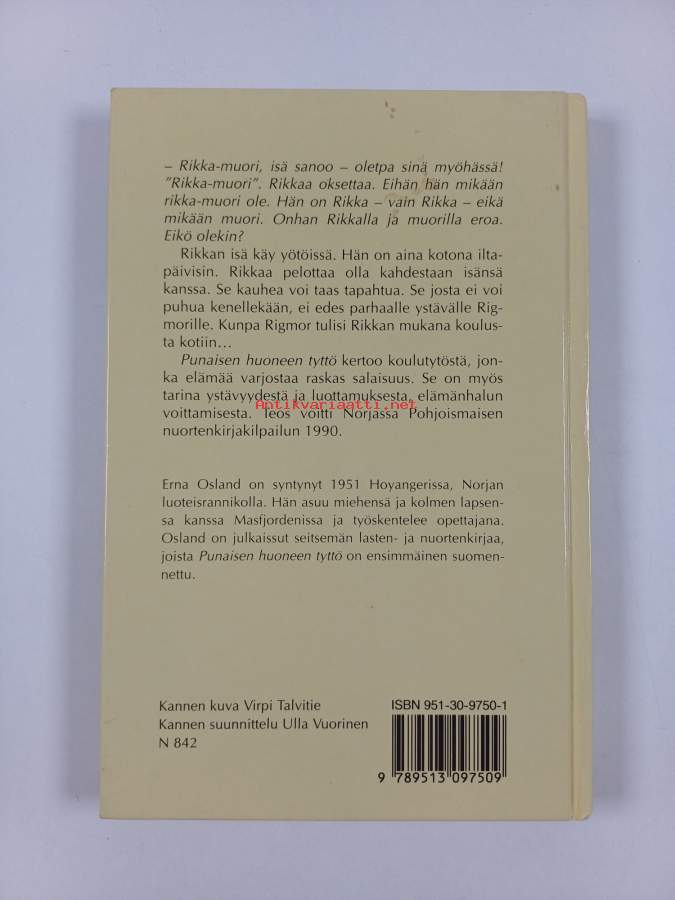 – Rikka-muori, isä sanoo – oletpa sinä myöhässä!
"Rikka-muori". Rikkaa oksettaa. Eihän hän mikään
rikka-muori ole. Hän on Rikka – vain Rikka – eikä
mikään muori. Onhan Rikkalla ja muorilla eroa.
Eikö olekin?
Rikkan isä käy yötöissä. Hän on aina kotona ilta-
päivisin. Rikkaa pelottaa olla kahdestaan isänsä
kanssa. Se kauhea voi taas tapahtua. Se josta ei voi
puhua kenellekään, ei edes parhaalle ystävälle Rig-
morille. Kunpa Rigmor tulisi Rikkan mukana koulus-
ta kotiin...
Punaisen huoneen tyttö kertoo koulutytöstä, jon-
ka elämää varjostaa raskas salaisuus. Se on myös
tarina ystävyydestä ja luottamuksesta, elämänhalun
Antikvariaatti.net
voittamisesta. Teos voitti Norjassa Pohjoismaisen
nuortenkirjakilpailun 1990.
Erna Osland on syntynyt 1951 Hoyangerissa, Norjan
luoteisrannikolla. Hän asuu miehensä ja kolmen lapsen-
sa kanssa Masfjordenissa ja työskentelee opettajana.
Osland on julkaissut seitsemän lasten- ja nuortenkirjaa,
joista Punaisen huoneen tyttö on ensimmäinen suomen-
nettu.
Kannen kuva Virpi Talvitie
Kannen suunnittelu Ulla Vuorinen
N 842
ISBN 951-30-9750-1
9 789513 097509